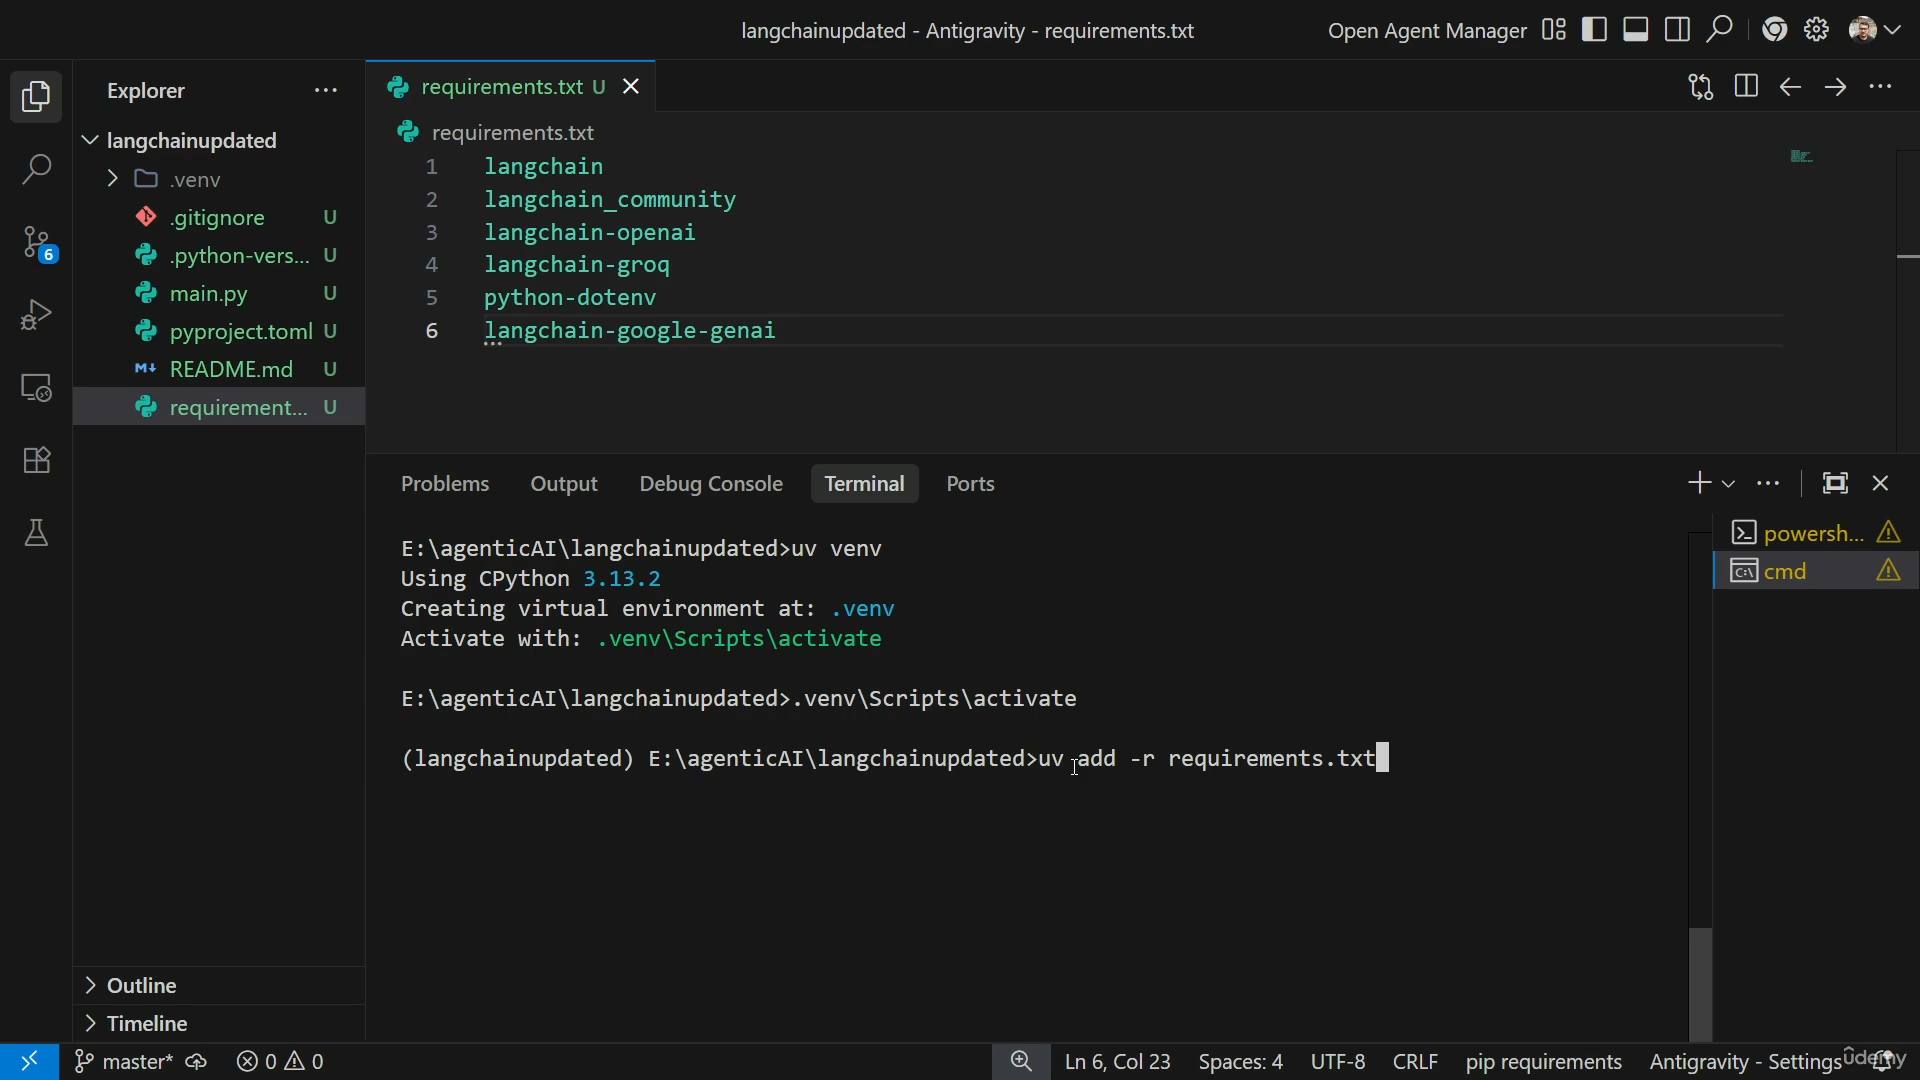 langchainupdated - Antigravity - requirements.txt
Open Agent Manager
Explorer
requirements.txt U
langchainupdated
.venv
.gitignore U
.python-vers... U
main.py U
pyproject.toml U
README.md U
requirement... U
6
requirements.txt
1 langchain
2 langchain_community
3 langchain-openai
4 langchain-groq
5 python-dotenv
6 langchain-google-genai
Problems Output Debug Console Terminal Ports
powersh...
cmd
E:\agenticAI\langchainupdated>uv venv
Using CPython 3.13.2
Creating virtual environment at: .venv
Activate with: .venv\Scripts\activate
E:\agenticAI\langchainupdated>.venv\Scripts\activate
(langchainupdated) E:\agenticAI\langchainupdated>uv add -r requirements.txt
Outline
Timeline
master* 0 0
Ln 6, Col 23 Spaces: 4 UTF-8 CRLF pip requirements Antigravity - Settings
ûdemy